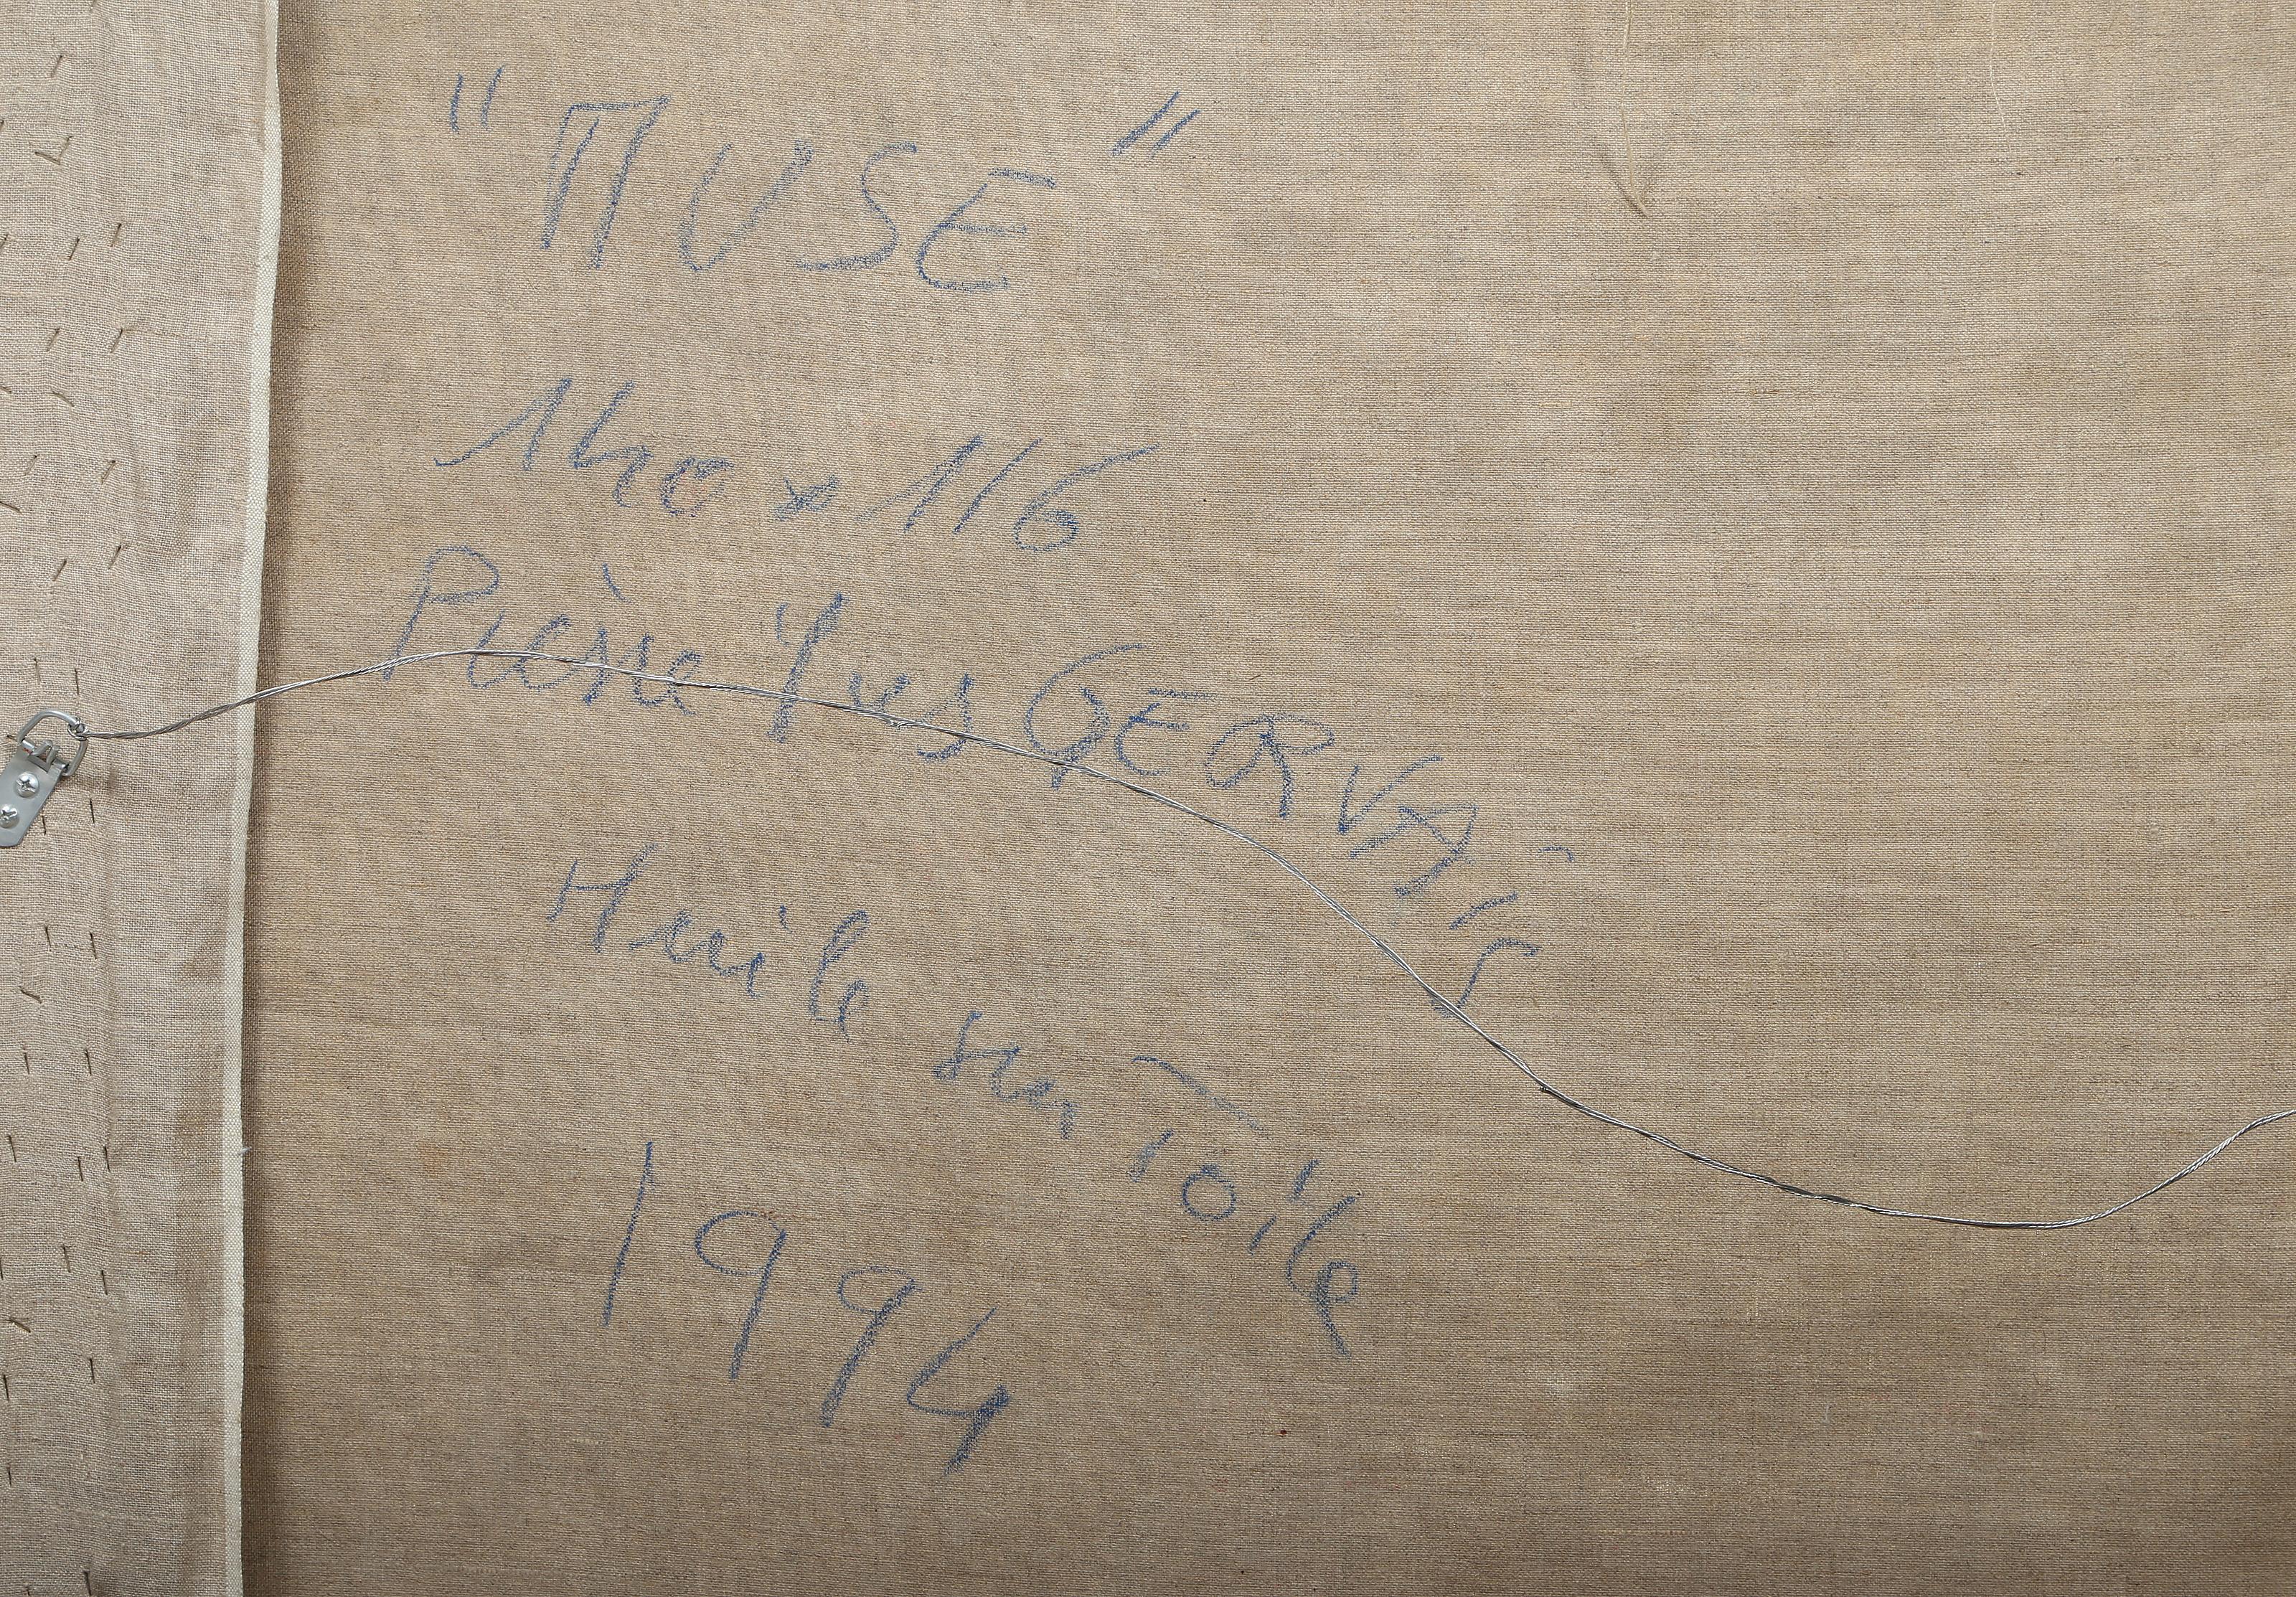 "MUSE"
140 x 116
Pierre Yves GERVAIS
Huile sur Toile
1994